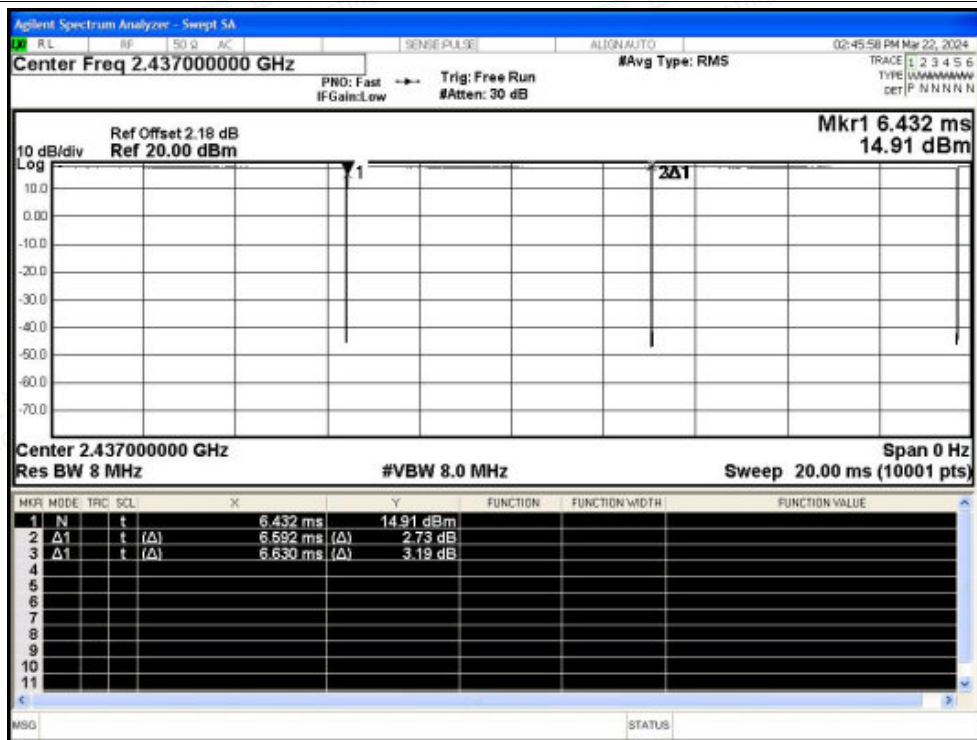 Agilent Spectrum Analyzer - Swept SA
RL RF 50 Ω AC SENSE:PULSE ALIGN AUTO 02:45:58 PM Mar 22, 2024
Center Freq 2.437000000 GHz #Avg Type: RMS TRACE 1 2 3 4 5 6
PNO: Fast Trig: Free Run TYPE
IFGain:Low #Atten: 30 dB DET P N N N N N
Mkr1 6.432 ms
Ref Offset 2.18 dB
10 dB/div Ref 20.00 dBm 14.91 dBm
Log
1 2Δ1
10.0
0.00
-10.0
-20.0
-30.0
-40.0
-50.0
-60.0
-70.0
Center 2.437000000 GHz Span 0 Hz
Res BW 8 MHz #VBW 8.0 MHz Sweep 20.00 ms (10001 pts)
MKR MODE TRC SCL X Y FUNCTION FUNCTION WIDTH FUNCTION VALUE
1 N t 6.432 ms 14.91 dBm
2 Δ1 t (Δ) 6.592 ms (Δ) 2.73 dB
3 Δ1 t (Δ) 6.630 ms (Δ) 3.19 dB
4
5
6
7
8
9
10
11
MSG STATUS